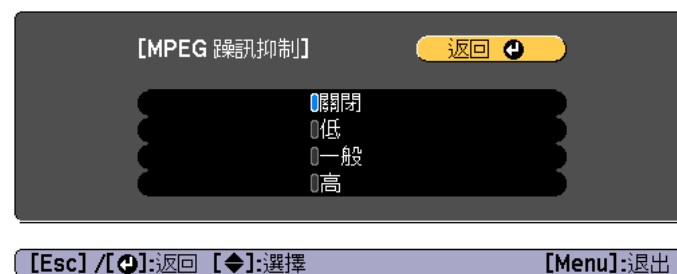 [MPEG 躁訊抑制] 返回
關閉
低
一般
高
[Esc] /[⏎]:返回 [◆]:選擇 [Menu]:退出